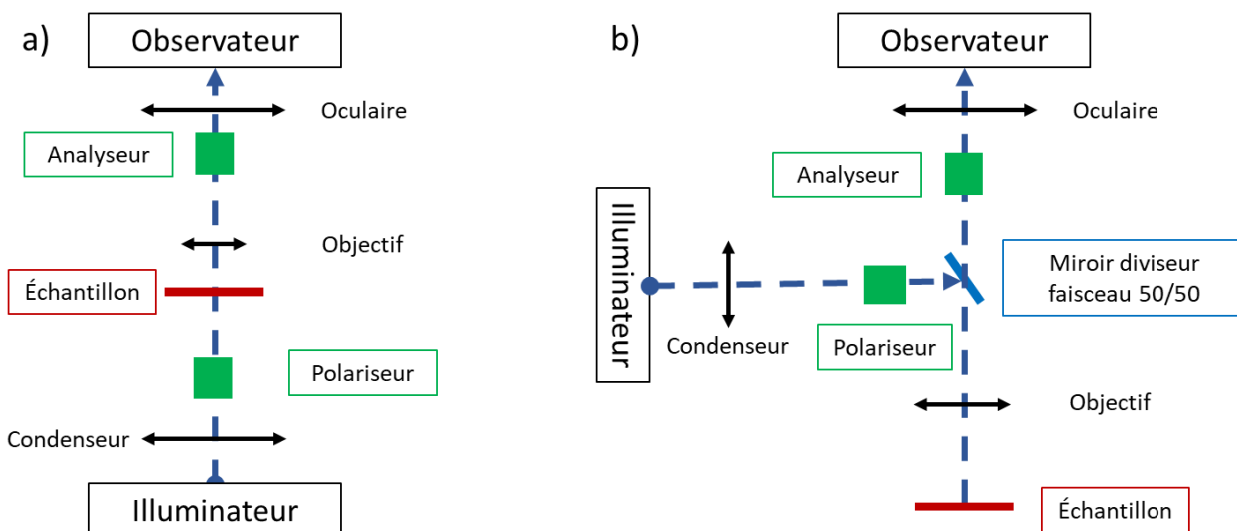 a)
Observateur
Oculaire
Analyseur
Objectif
Échantillon
Polariseur
Condenseur
Illuminateur
b)
Observateur
Oculaire
Analyseur
Illuminateur
Miroir diviseur
faisceau 50/50
Condenseur
Polariseur
Objectif
Échantillon